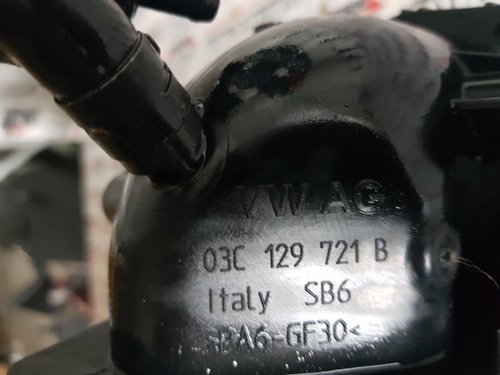 VW AG
03C 129 721 B
Italy SB6
>PA6-GF30<